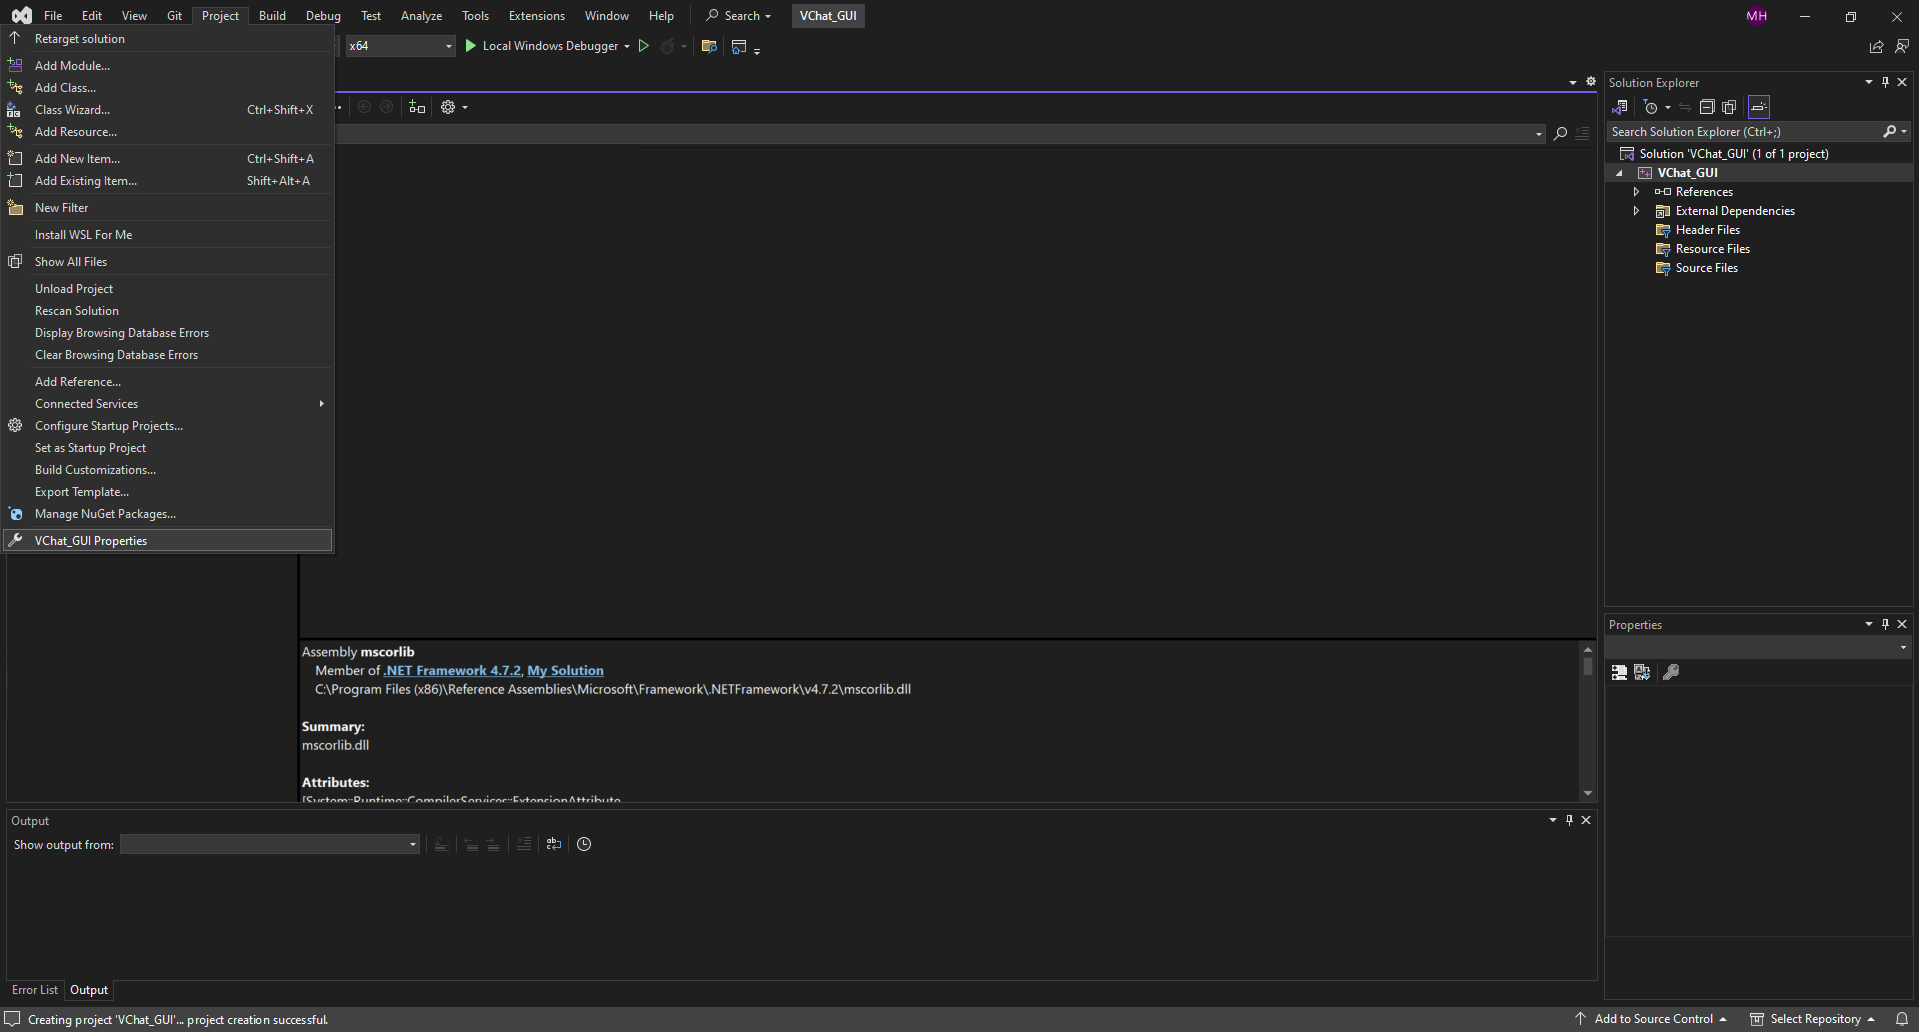 File Edit View Git Project Build Debug Test Analyze Tools Extensions Window Help Search VChat_GUI MH
x64 Local Windows Debugger
Retarget solution
Add Module...
Add Class...
Class Wizard... Ctrl+Shift+X
Add Resource...
Add New Item... Ctrl+Shift+A
Add Existing Item... Shift+Alt+A
New Filter
Install WSL For Me
Show All Files
Unload Project
Rescan Solution
Display Browsing Database Errors
Clear Browsing Database Errors
Add Reference...
Connected Services
Configure Startup Projects...
Set as Startup Project
Build Customizations...
Export Template...
Manage NuGet Packages...
VChat_GUI Properties
Assembly mscorlib
Member of .NET Framework 4.7.2, My Solution
C:\Program Files (x86)\Reference Assemblies\Microsoft\Framework\.NETFramework\v4.7.2\mscorlib.dll
Summary:
mscorlib.dll
Attributes:
[System::Runtime::CompilerServices::ExtensionAttribute
Solution Explorer
Search Solution Explorer (Ctrl+;)
Solution 'VChat_GUI' (1 of 1 project)
VChat_GUI
References
External Dependencies
Header Files
Resource Files
Source Files
Properties
Output
Show output from:
Error List Output
Creating project 'VChat_GUI'... project creation successful.
Add to Source Control Select Repository